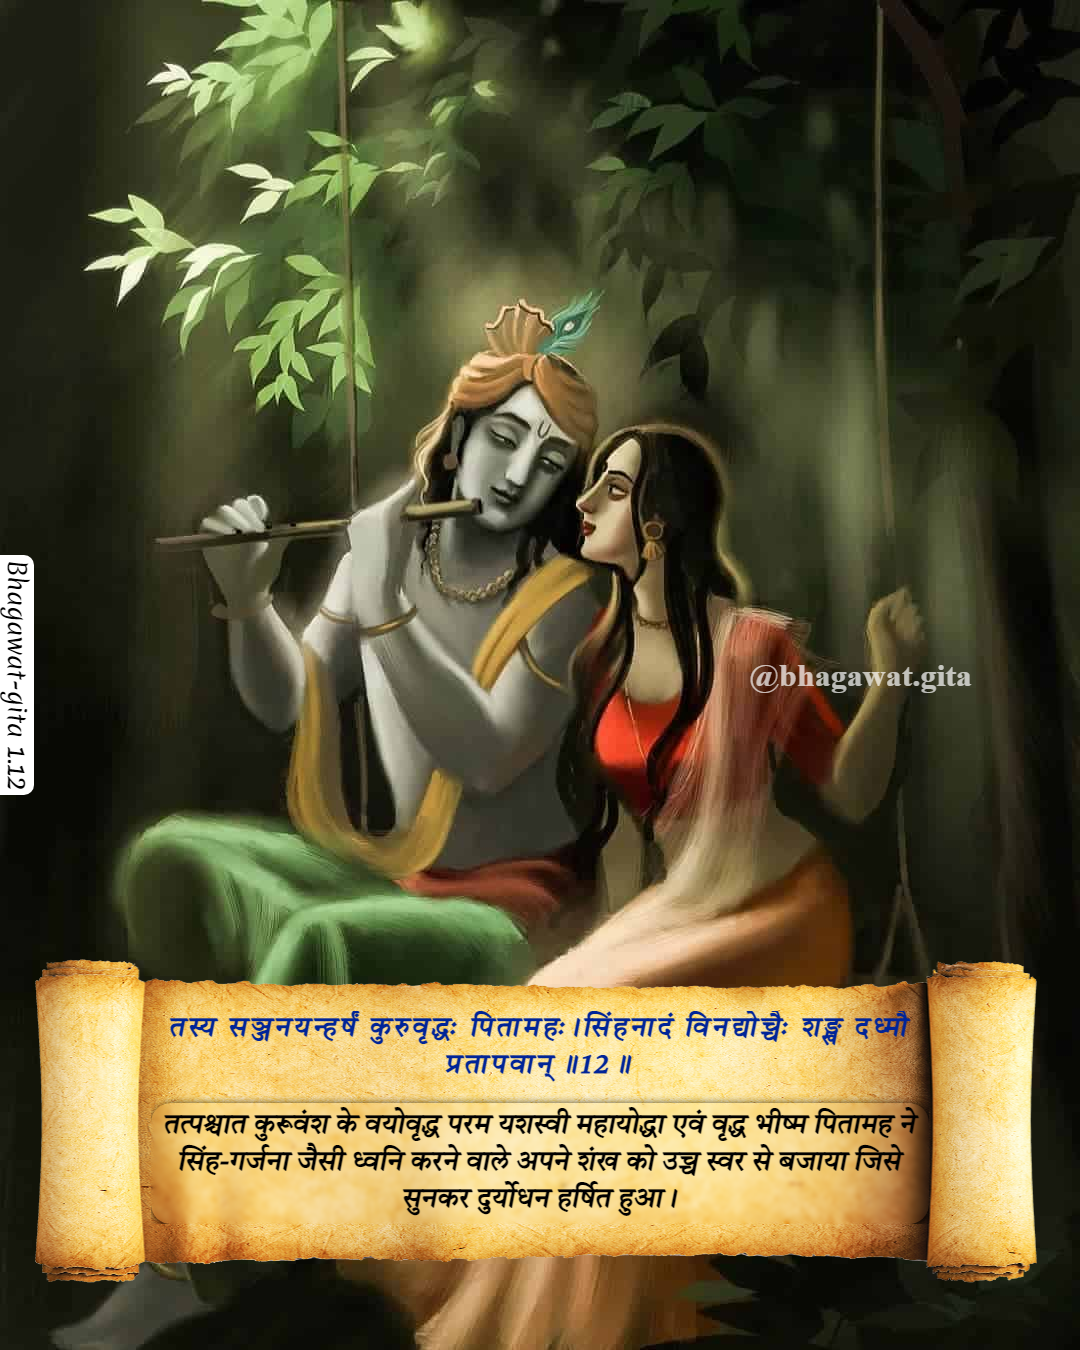 Bhagawat-gita 1.12
@bhagawat.gita
तस्य सञ्जनयन्हर्षं कुरुवृद्धः पितामहः।सिंहनादं विनद्योच्चैः शङ्खं दध्मौ
प्रतापवान् ॥12॥
तत्पश्चात कुरूवंश के वयोवृद्ध परम यशस्वी महायोद्धा एवं वृद्ध भीष्म पितामह ने
सिंह-गर्जना जैसी ध्वनि करने वाले अपने शंख को उच्च स्वर से बजाया जिसे
सुनकर दुर्योधन हर्षित हुआ।